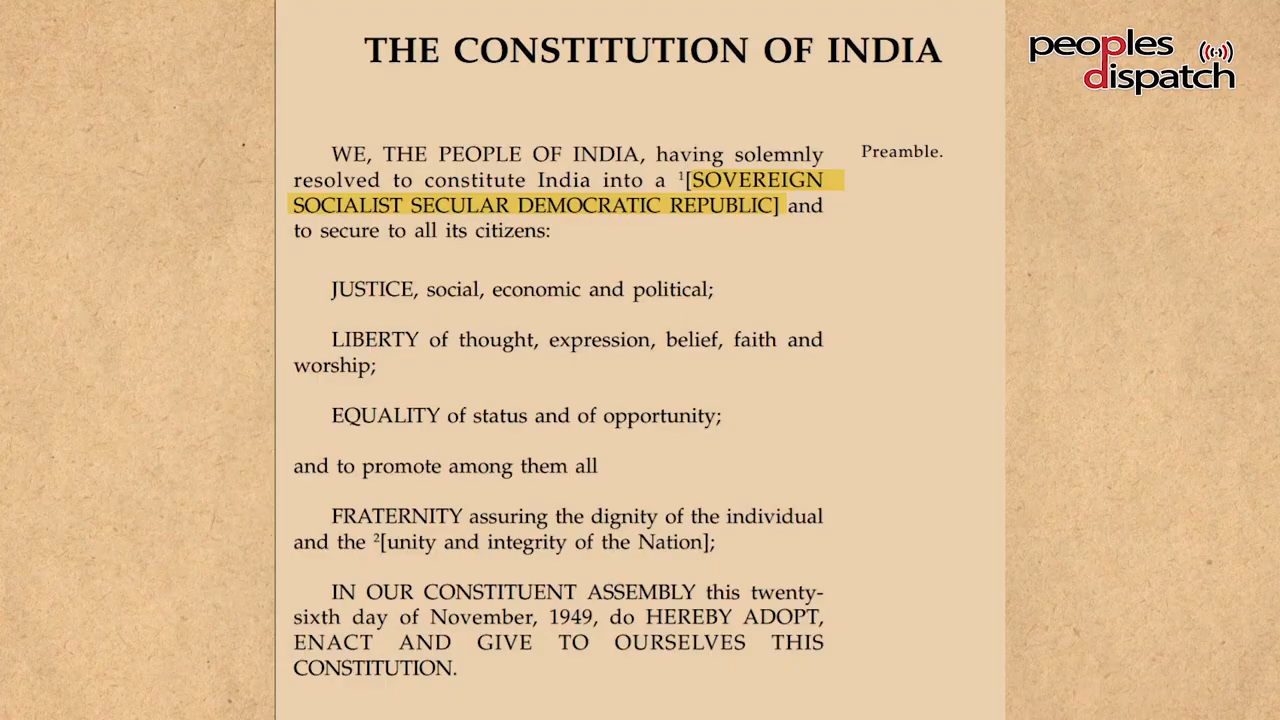 THE CONSTITUTION OF INDIA
peoples
dispatch
WE, THE PEOPLE OF INDIA, having solemnly
Preamble.
resolved to constitute India into a ¹[SOVEREIGN
SOCIALIST SECULAR DEMOCRATIC REPUBLIC] and
to secure to all its citizens:
JUSTICE, social, economic and political;
LIBERTY of thought, expression, belief, faith and
worship;
EQUALITY of status and of opportunity;
and to promote among them all
FRATERNITY assuring the dignity of the individual
and the ²[unity and integrity of the Nation];
IN OUR CONSTITUENT ASSEMBLY this twenty-
sixth day of November, 1949, do HEREBY ADOPT,
ENACT AND GIVE TO OURSELVES THIS
CONSTITUTION.